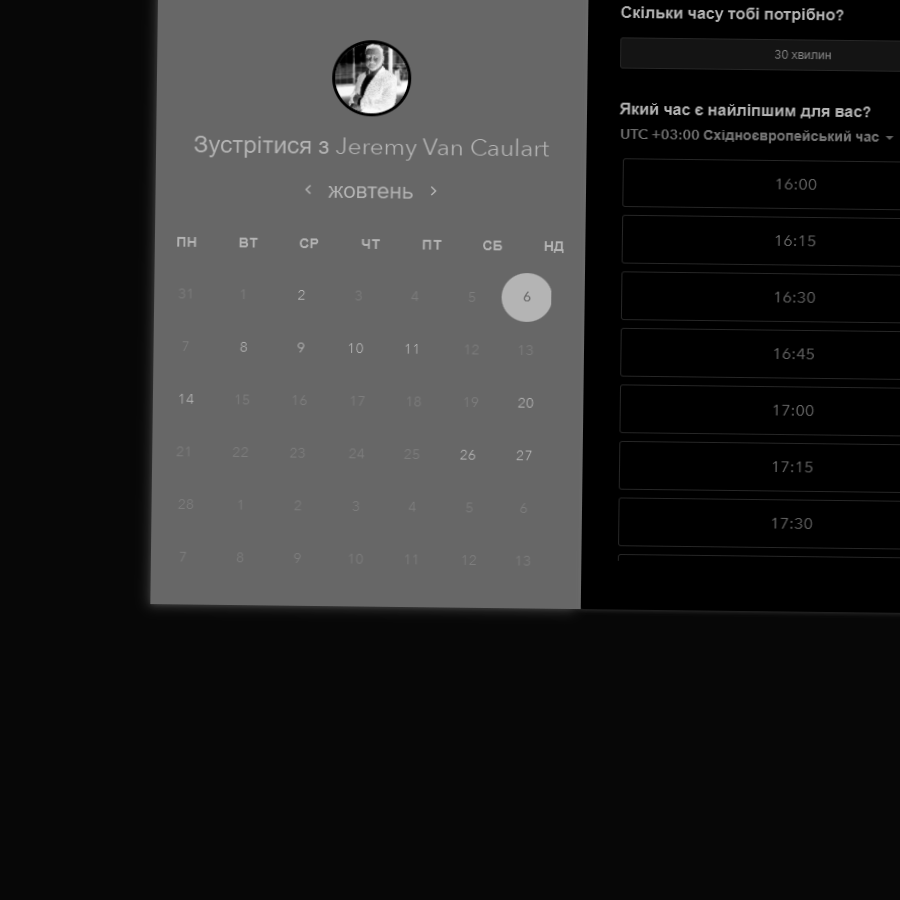 Зустрітися з Jeremy Van Caulart
жовтень
ПН ВТ СР ЧТ ПТ СБ НД
31 1 2 3 4 5 6
7 8 9 10 11 12 13
14 15 16 17 18 19 20
21 22 23 24 25 26 27
28 1 2 3 4 5 6
7 8 9 10 11 12 13
Скільки часу тобі потрібно?
30 хвилин
Який час є найліпшим для вас?
UTC +03:00 Східноєвропейський час
16:00
16:15
16:30
16:45
17:00
17:15
17:30